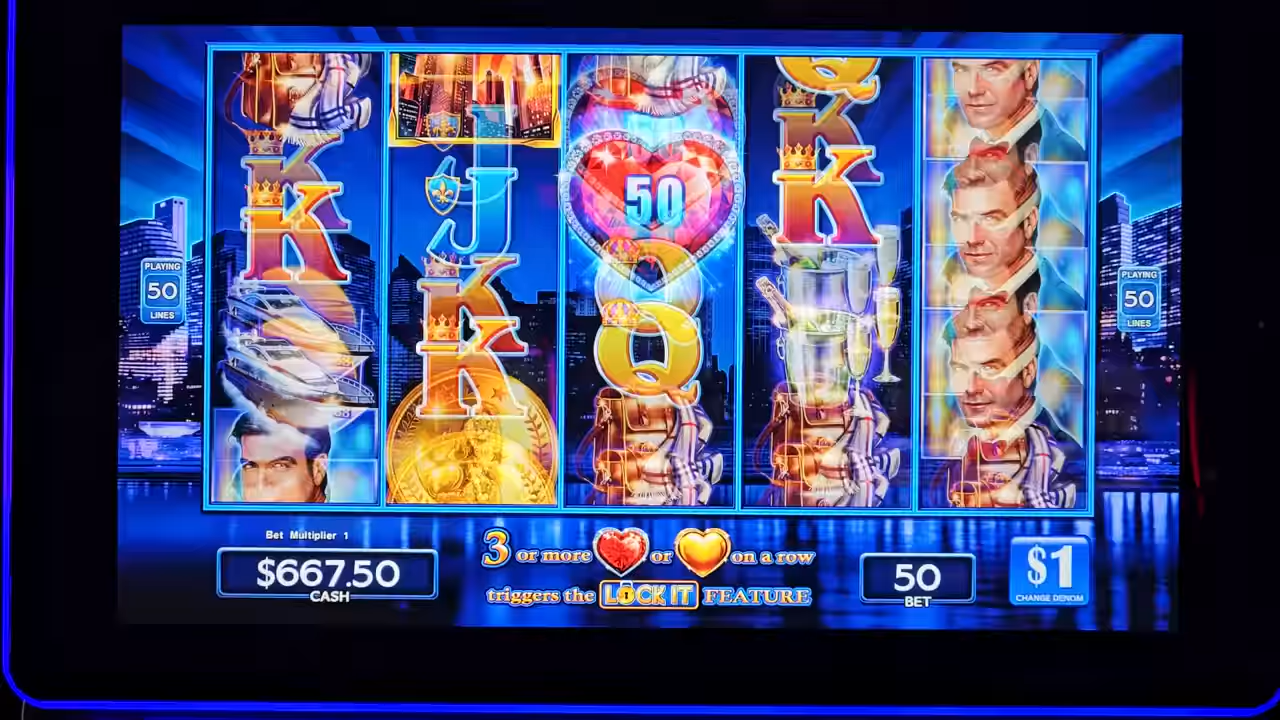 K
K
J
K
K
50
Q
Q
Q
K
K
PLAYING
50
LINES
PLAYING
50
LINES
Bet Multiplier 1
$667.50
CASH
3 or more or on a row
triggers the LOCK IT FEATURE
50
BET
$1
CHANGE DENOM